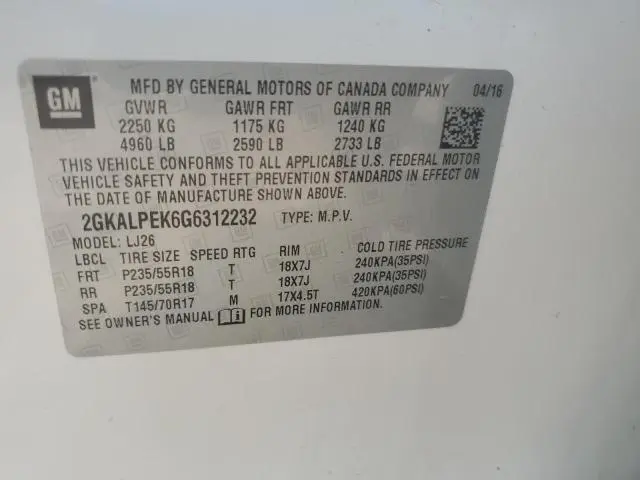 GM
MFD BY GENERAL MOTORS OF CANADA COMPANY 04/16
GVWR GAWR FRT GAWR RR
2250 KG 1175 KG 1240 KG
4960 LB 2590 LB 2733 LB
THIS VEHICLE CONFORMS TO ALL APPLICABLE U.S. FEDERAL MOTOR
VEHICLE SAFETY AND THEFT PREVENTION STANDARDS IN EFFECT ON
THE DATE OF MANUFACTURE SHOWN ABOVE.
2GKALPEK6G6312232 TYPE: M.P.V.
MODEL: LJ26
LBCL TIRE SIZE SPEED RTG RIM COLD TIRE PRESSURE
FRT P235/55R18 T 18X7J 240KPA(35PSI)
RR P235/55R18 T 18X7J 240KPA(35PSI)
SPA T145/70R17 M 17X4.5T 420KPA(60PSI)
SEE OWNER'S MANUAL FOR MORE INFORMATION.